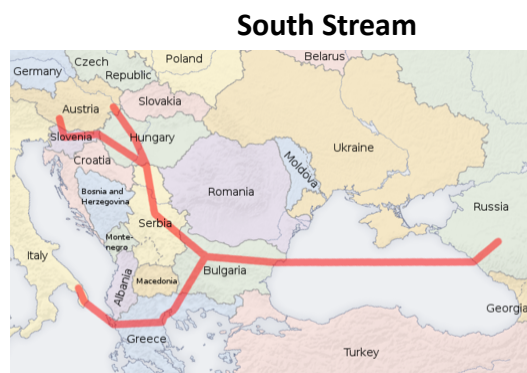 South Stream
Poland
Belarus
Czech
Republic
Germany
Slovakia
Austria
Ukraine
Hungary
Slovenia
Moldova
Croatia
Romania
Bosnia and
Herzegovina
Russia
Serbia
Monte-
negro
Italy
Bulgaria
Albania
Macedonia
Georgia
Greece
Turkey